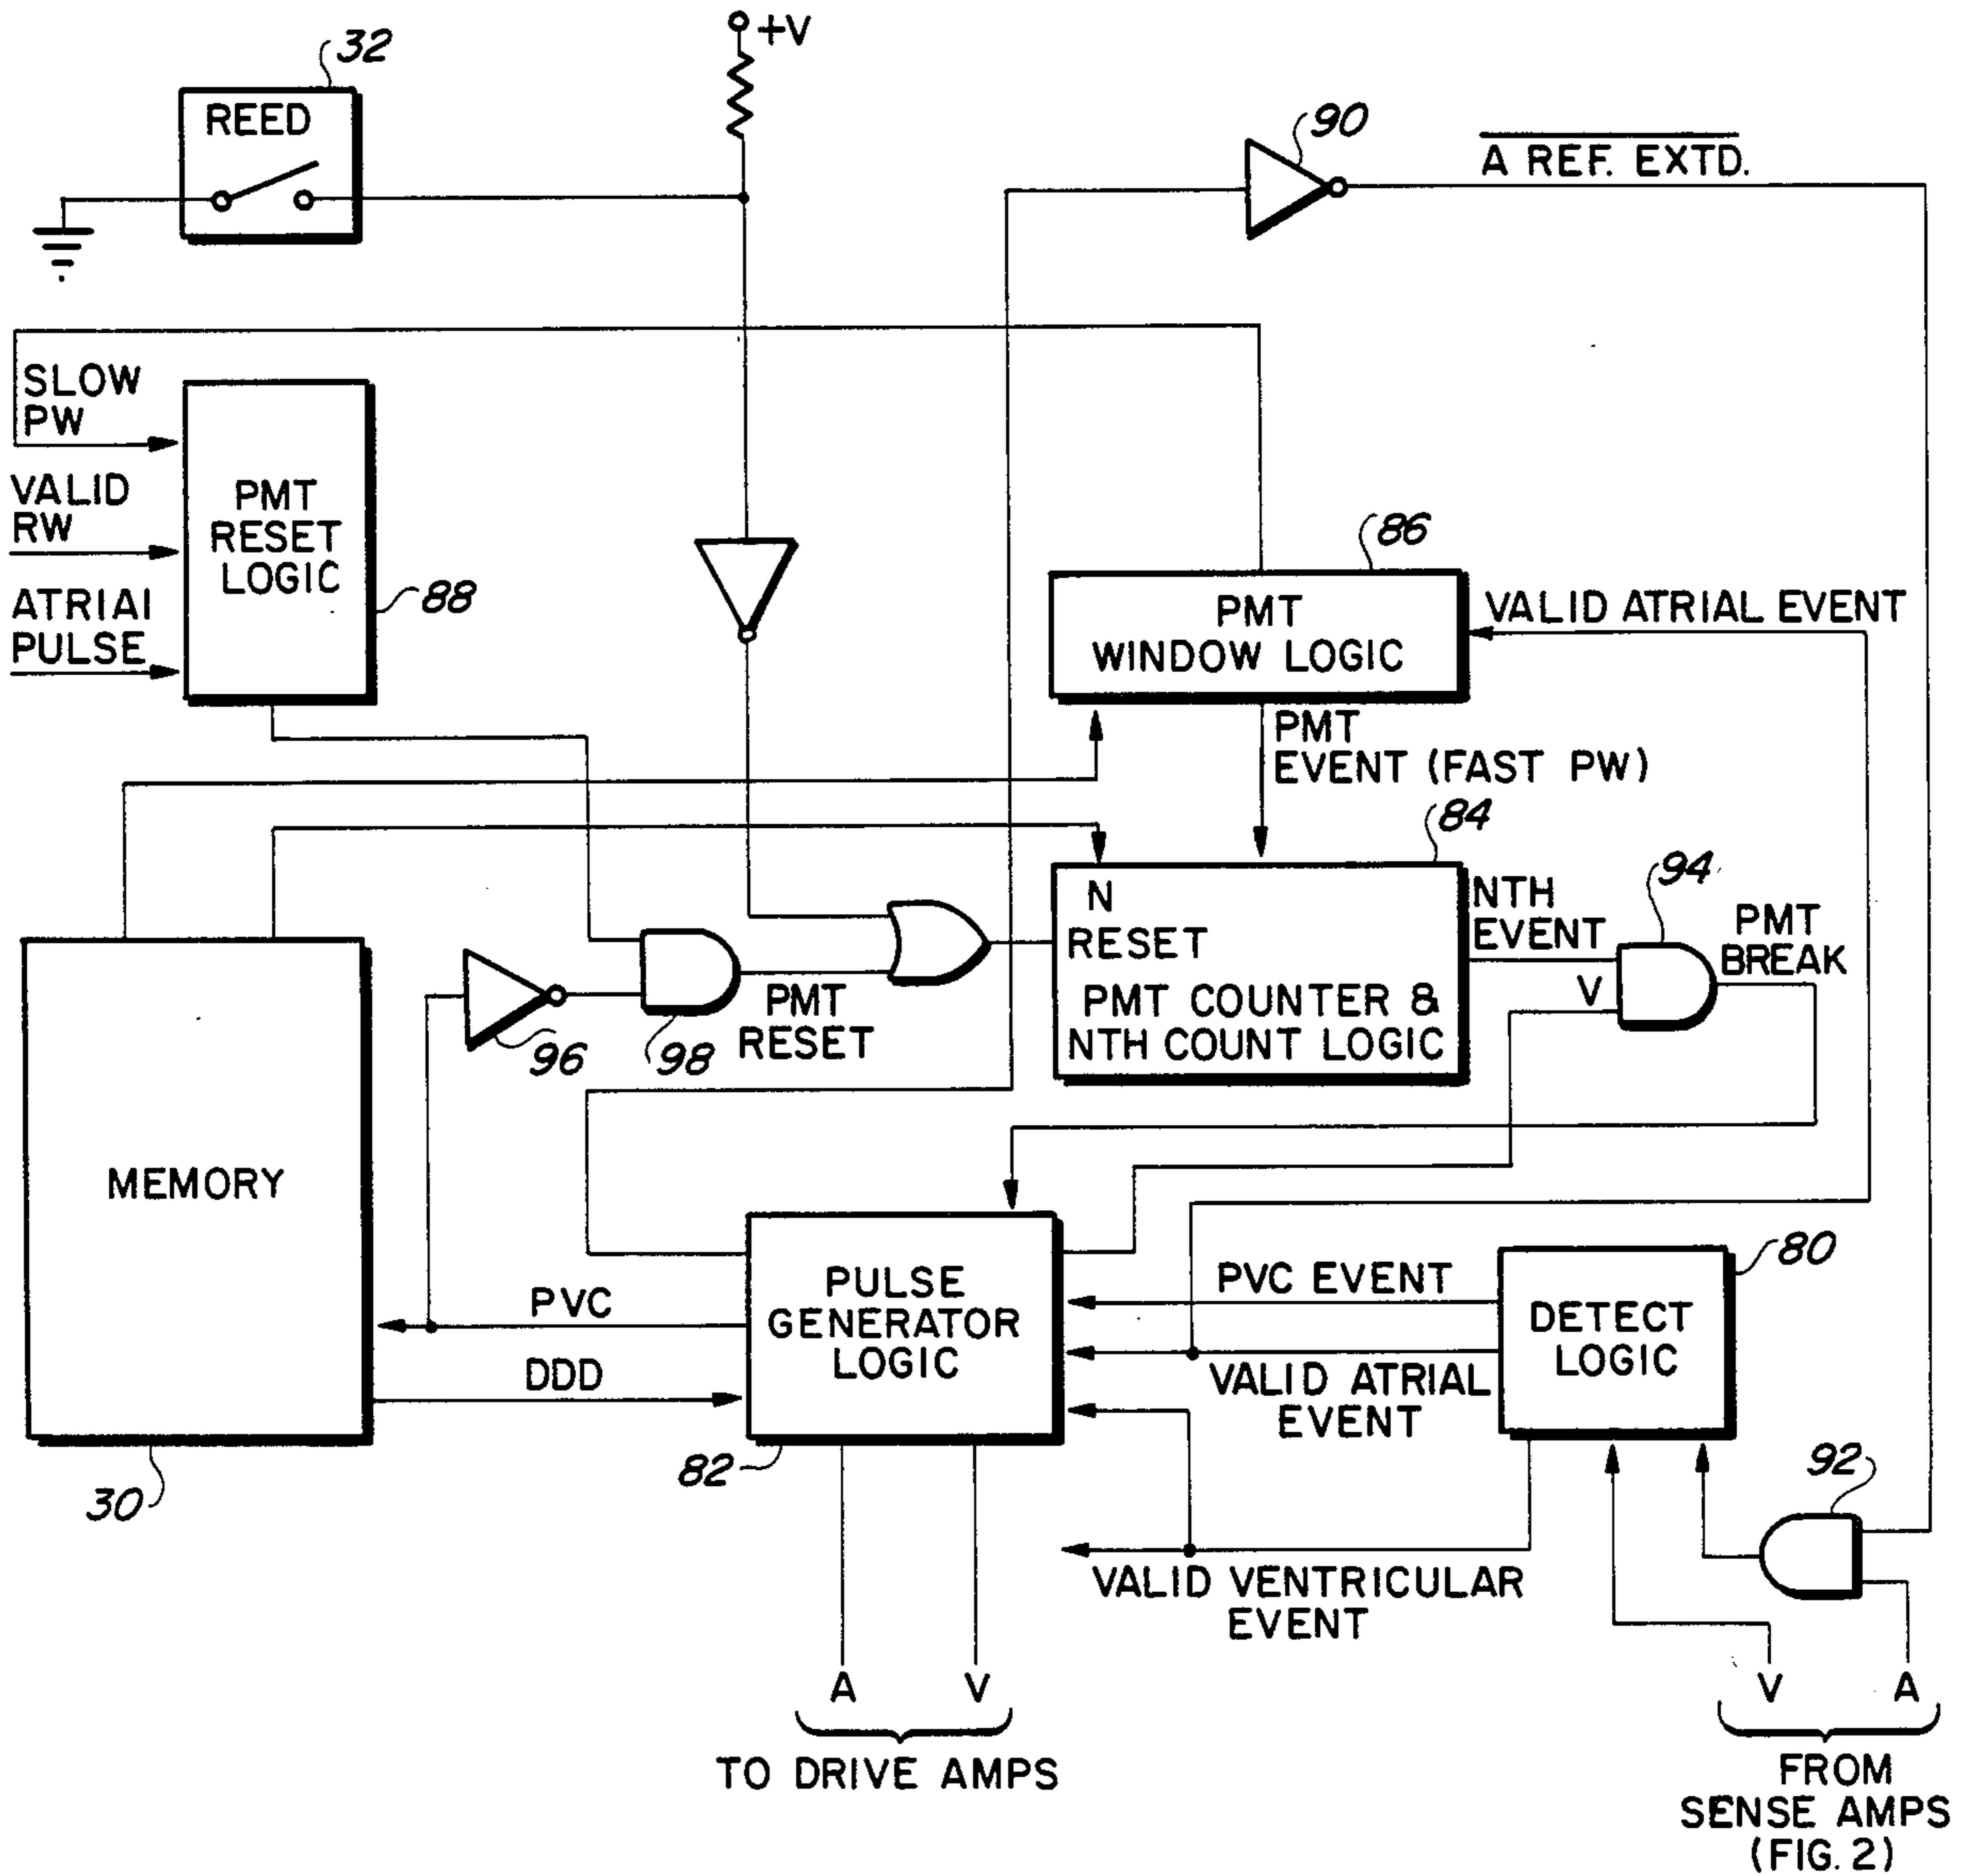 32
+V
REED
90
A REF. EXTD.
SLOW
PW
VALID
RW
ATRIAI
PULSE
PMT
RESET
LOGIC
88
86
PMT
WINDOW LOGIC
VALID ATRIAL EVENT
PMT
EVENT (FAST PW)
84
N
RESET
PMT COUNTER &
NTH COUNT LOGIC
NTH
EVENT
V
94
PMT
BREAK
96
98
PMT
RESET
MEMORY
30
PVC
DDD
PULSE
GENERATOR
LOGIC
82
PVC EVENT
VALID ATRIAL
EVENT
80
DETECT
LOGIC
92
VALID VENTRICULAR
EVENT
A V
TO DRIVE AMPS
V A
FROM
SENSE AMPS
(FIG. 2)